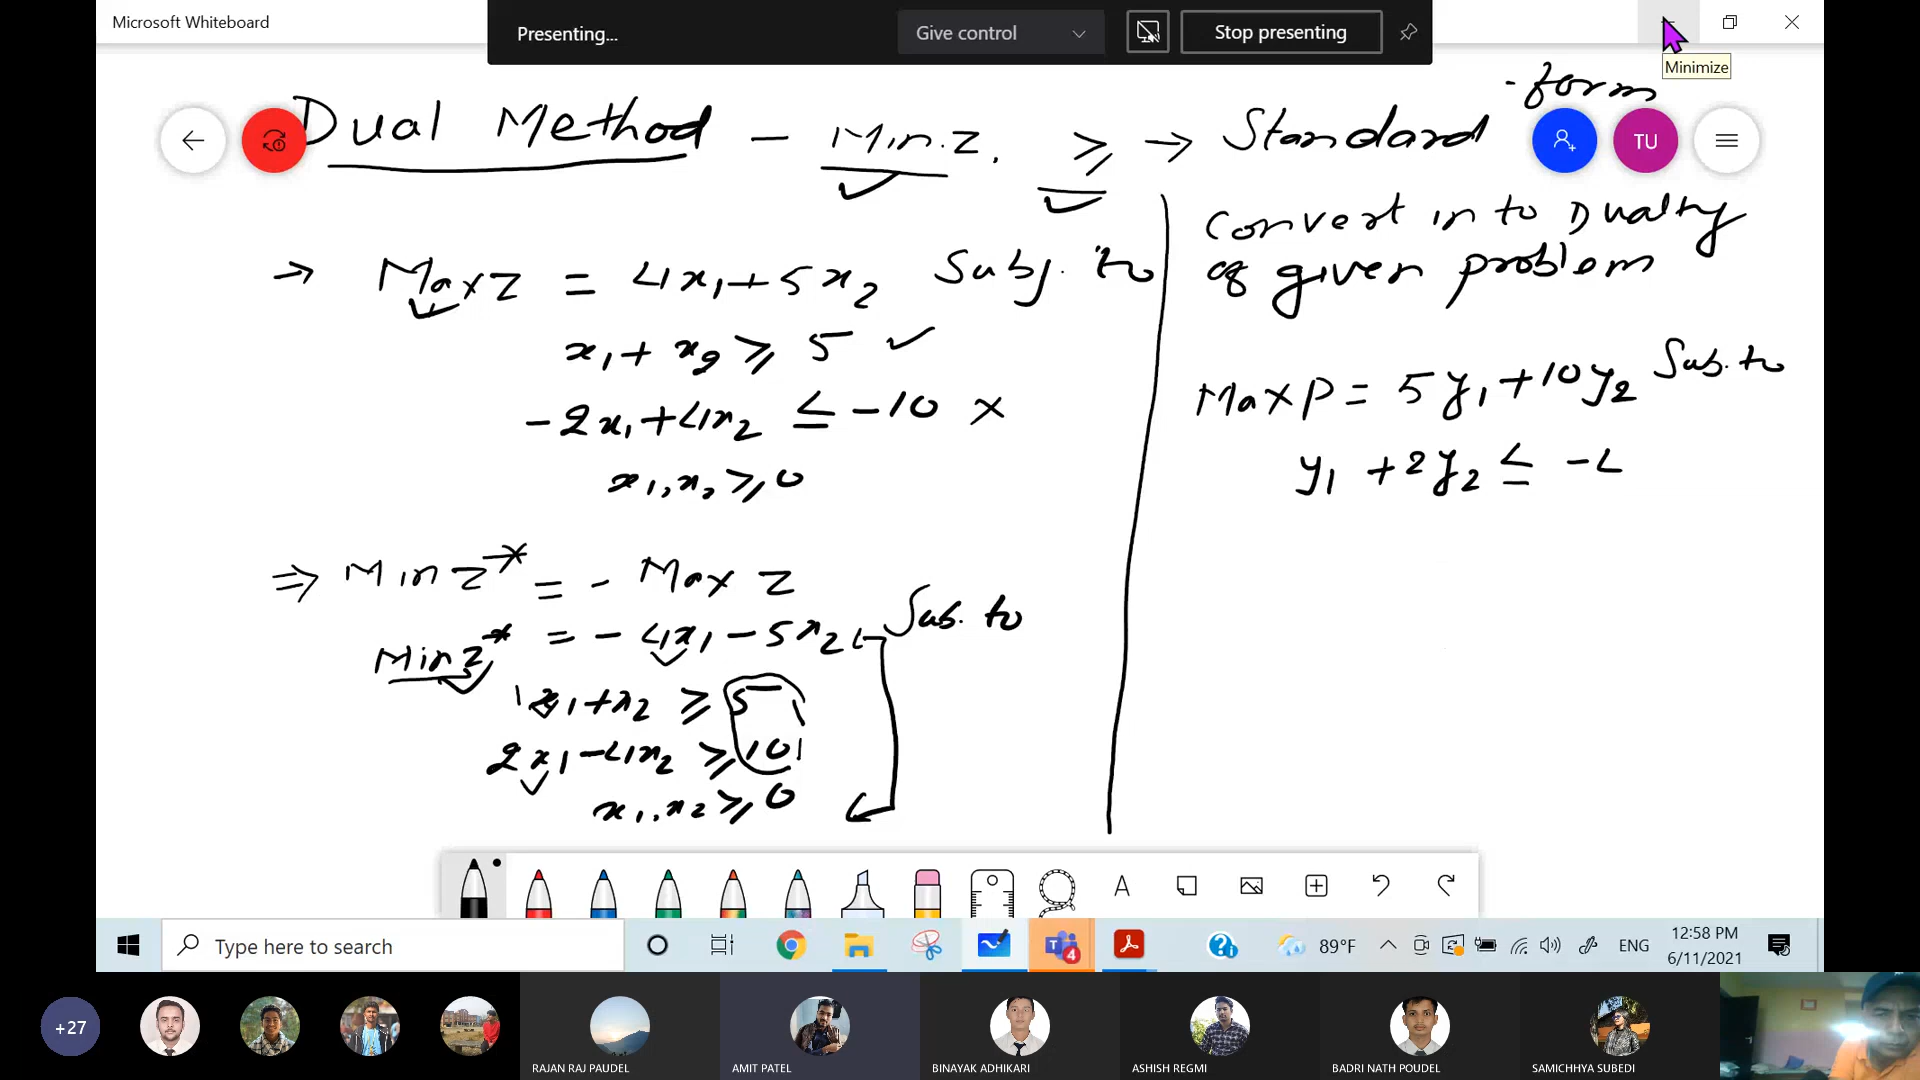 Microsoft Whiteboard
Presenting...
Give control
Stop presenting
Minimize
Dual Method - Min.z. ≥ → Standard - form
TU
→ Max z = 4x1 + 5x2 Subj. to
x1 + x2 ≥ 5 ✓
-2x1 + 4x2 ≤ -10 ×
x1, x2 ≥ 0
⇒ Min z* = - Max z
Min z* = - 4x1 - 5x2 Sub. to
1x1 + x2 ≥ 5
2x1 - 4x2 ≥ 10
x1, x2 ≥ 0
Convert in to Duality
of given problem
Max P = 5y1 + 10y2 Sub. to
y1 + 2y2 ≤ -L
A
Type here to search
4
89°F
ENG
12:58 PM
6/11/2021
+27
RAJAN RAJ PAUDEL
AMIT PATEL
BINAYAK ADHIKARI
ASHISH REGMI
BADRI NATH POUDEL
SAMICHHYA SUBEDI